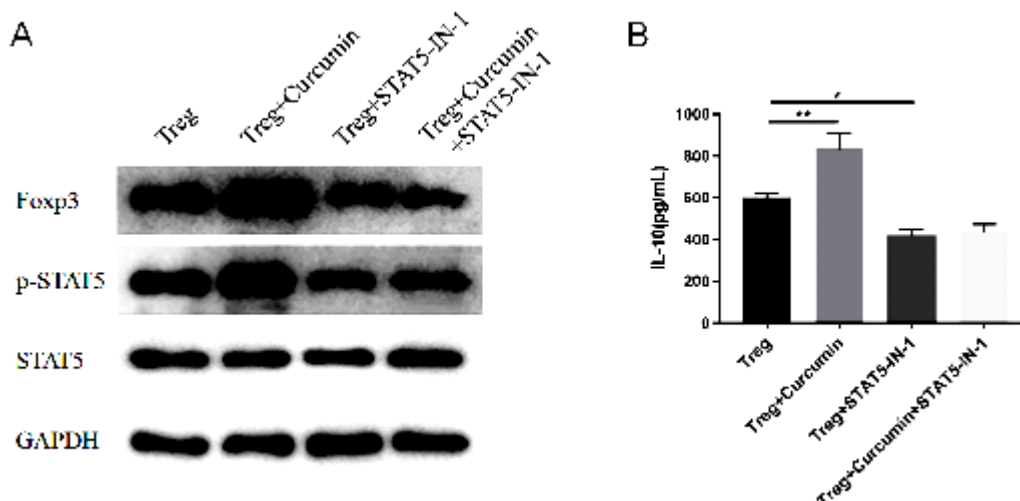 A
Treg
Treg+Curcumin
Treg+STAT5-IN-1
Treg+Curcumin
+STAT5-IN-1
Foxp3
p-STAT5
STAT5
GAPDH
B
*
**
IL-10(pg/mL)
1000
800
600
400
200
0
Treg
Treg+Curcumin
Treg+STAT5-IN-1
Treg+Curcumin+STAT5-IN-1